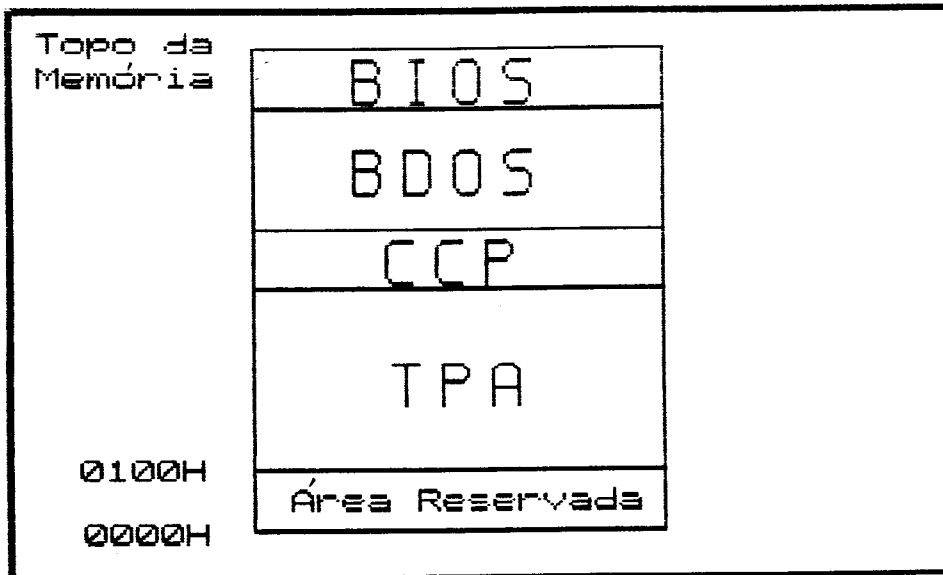 Topo da
Memória
BIOS
BDOS
CCP
TPA
0100H
Área Reservada
0000H